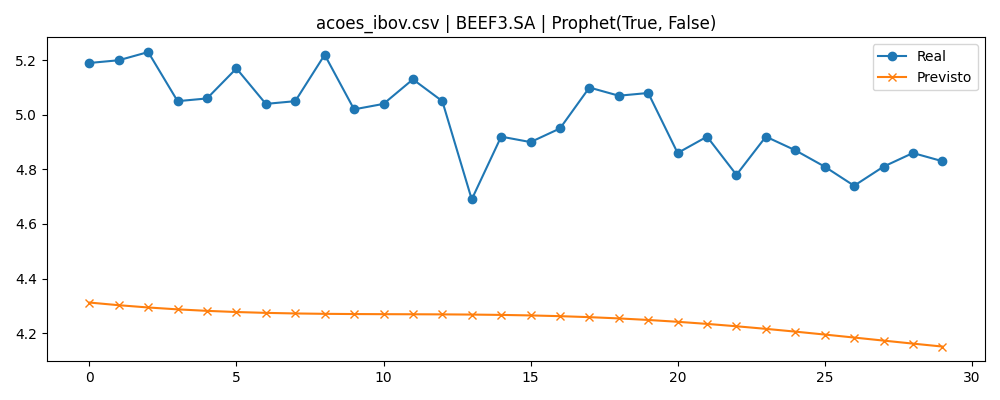 acoes_ibov.csv | BEEF3.SA | Prophet(True, False)
Real
Previsto
5.2
5.0
4.8
4.6
4.4
4.2
0 5 10 15 20 25 30